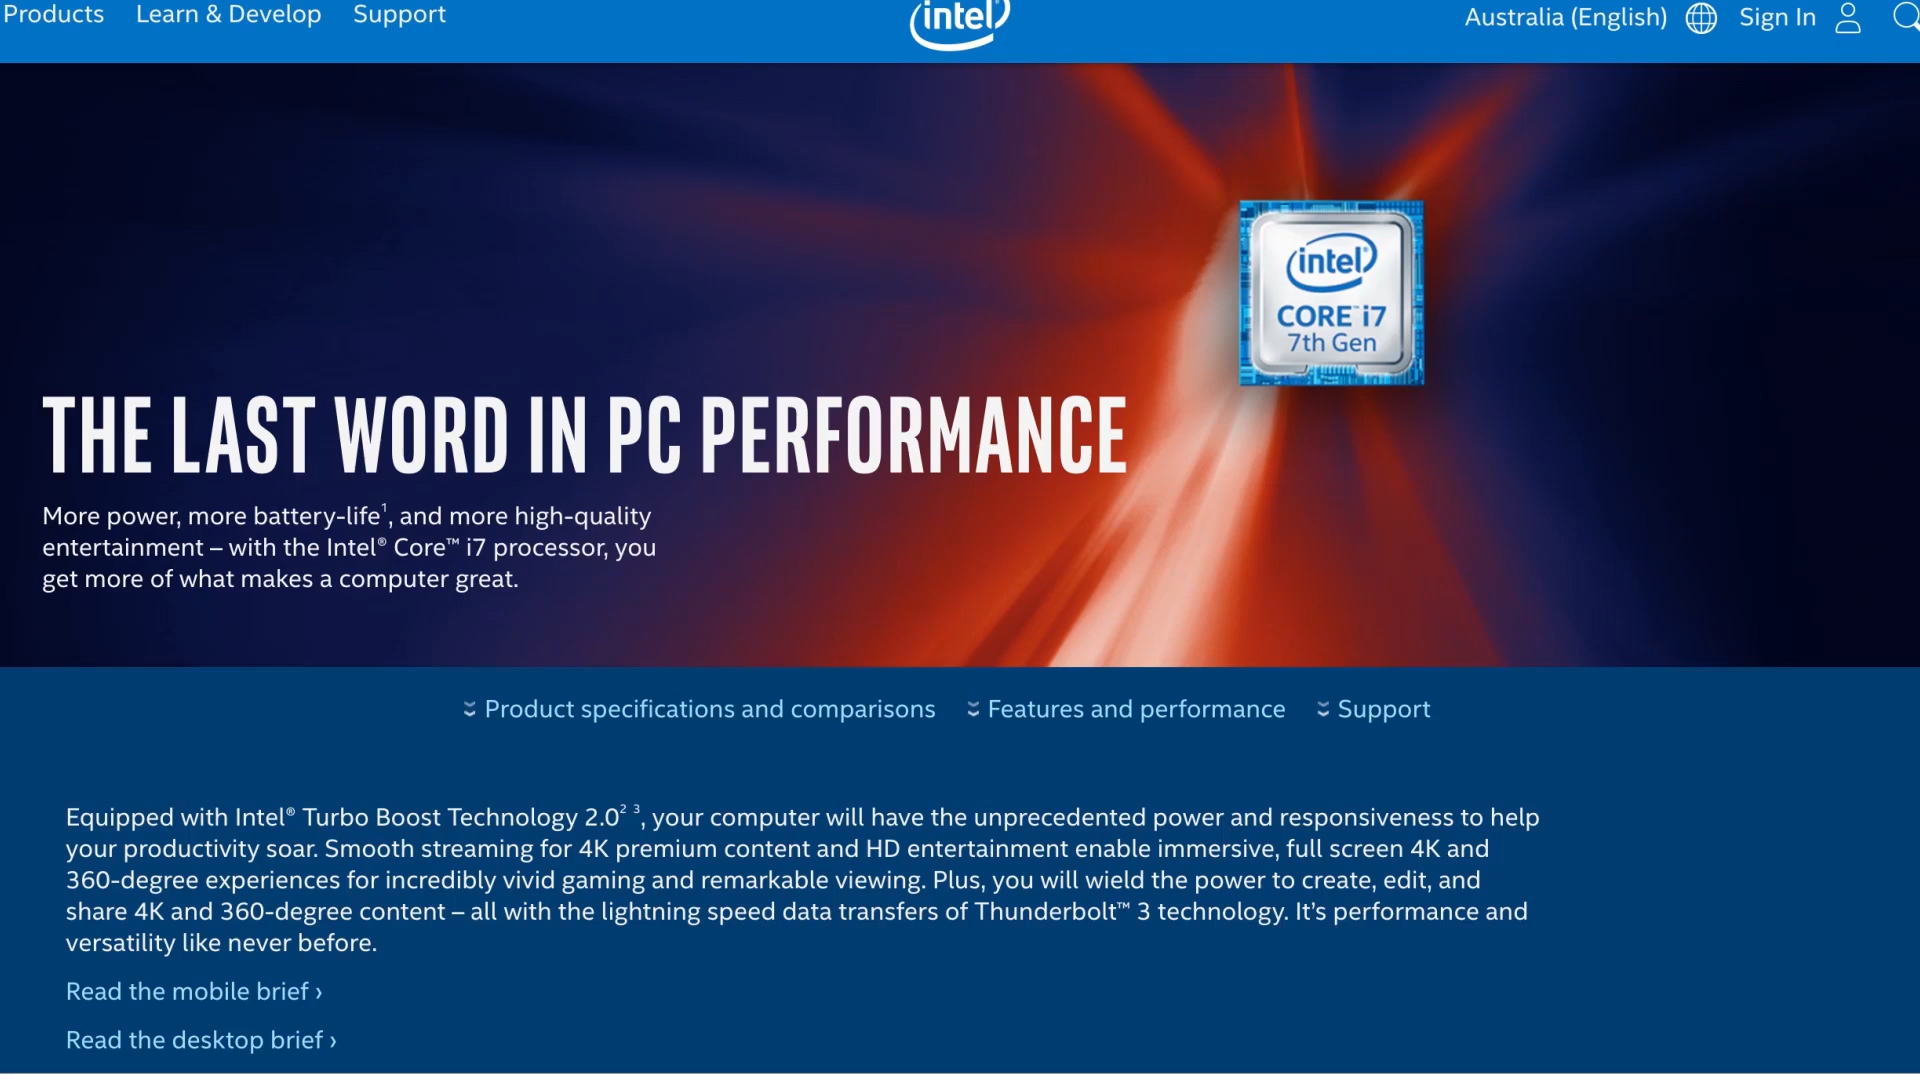 Products Learn & Develop Support intel® Australia (English) Sign In
intel®
CORE™ i7
7th Gen
THE LAST WORD IN PC PERFORMANCE
More power, more battery-life¹, and more high-quality
entertainment – with the Intel® Core™ i7 processor, you
get more of what makes a computer great.
Product specifications and comparisons Features and performance Support
Equipped with Intel® Turbo Boost Technology 2.0² ³, your computer will have the unprecedented power and responsiveness to help
your productivity soar. Smooth streaming for 4K premium content and HD entertainment enable immersive, full screen 4K and
360-degree experiences for incredibly vivid gaming and remarkable viewing. Plus, you will wield the power to create, edit, and
share 4K and 360-degree content – all with the lightning speed data transfers of Thunderbolt™ 3 technology. It’s performance and
versatility like never before.
Read the mobile brief ›
Read the desktop brief ›